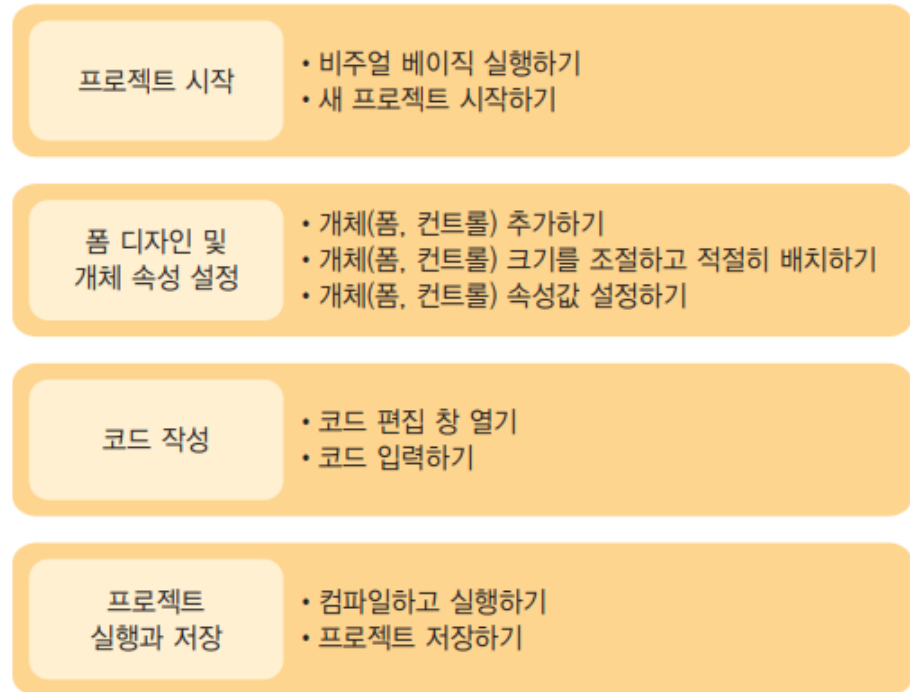 프로젝트 시작
• 비주얼 베이직 실행하기
• 새 프로젝트 시작하기
폼 디자인 및
개체 속성 설정
• 개체(폼, 컨트롤) 추가하기
• 개체(폼, 컨트롤) 크기를 조절하고 적절히 배치하기
• 개체(폼, 컨트롤) 속성값 설정하기
코드 작성
• 코드 편집 창 열기
• 코드 입력하기
프로젝트
실행과 저장
• 컴파일하고 실행하기
• 프로젝트 저장하기